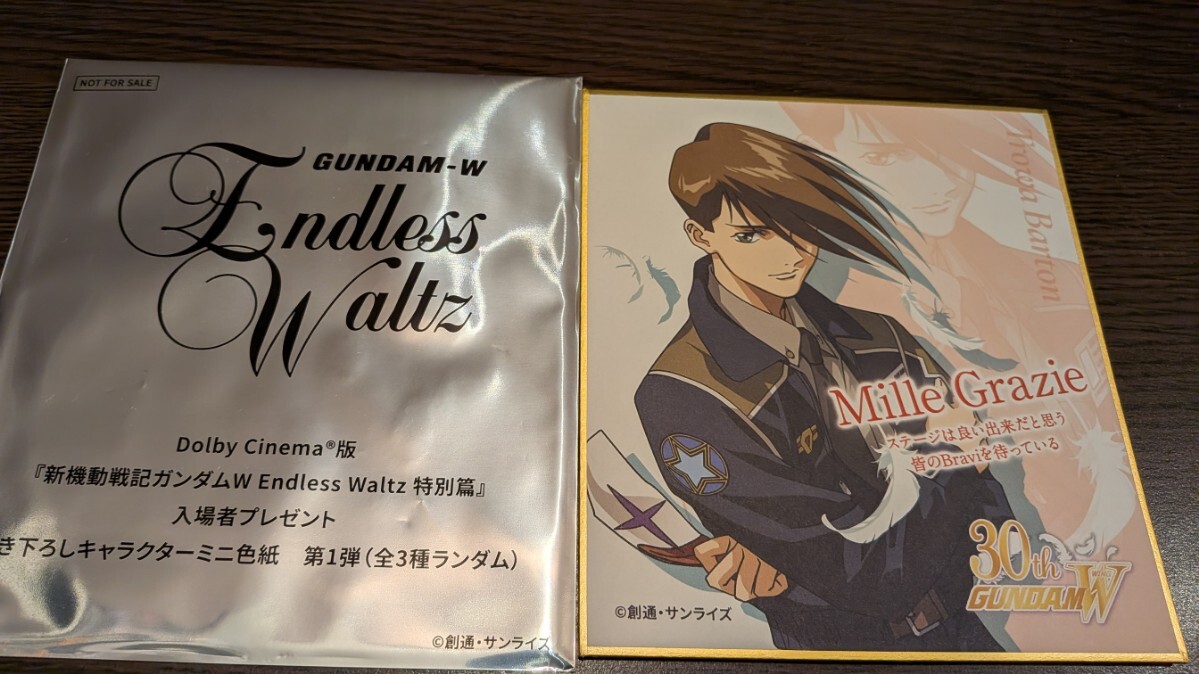 NOT FOR SALE
GUNDAM-W
Endless
Waltz
Dolby Cinema®版
『新機動戦記ガンダムW Endless Waltz 特別篇』
入場者プレゼント
き下ろしキャラクターミニ色紙 第1弾(全3種ランダム)
©創通・サンライズ
Trowa Barton
Mille Grazie
ステージは良い出来だと思う
皆のBraviを待っている
30th
WING
GUNDAM W
©創通・サンライズ